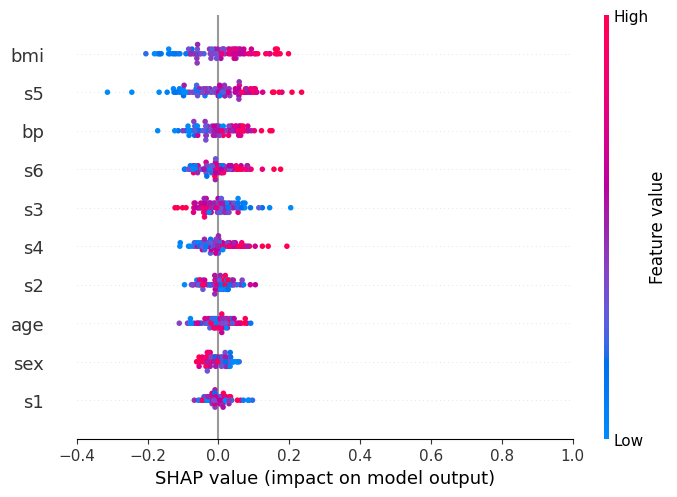 High
bmi
s5
bp
s6
s3
s4
s2
age
sex
s1
Feature value
Low
−0.4 −0.2 0.0 0.2 0.4 0.6 0.8 1.0
SHAP value (impact on model output)